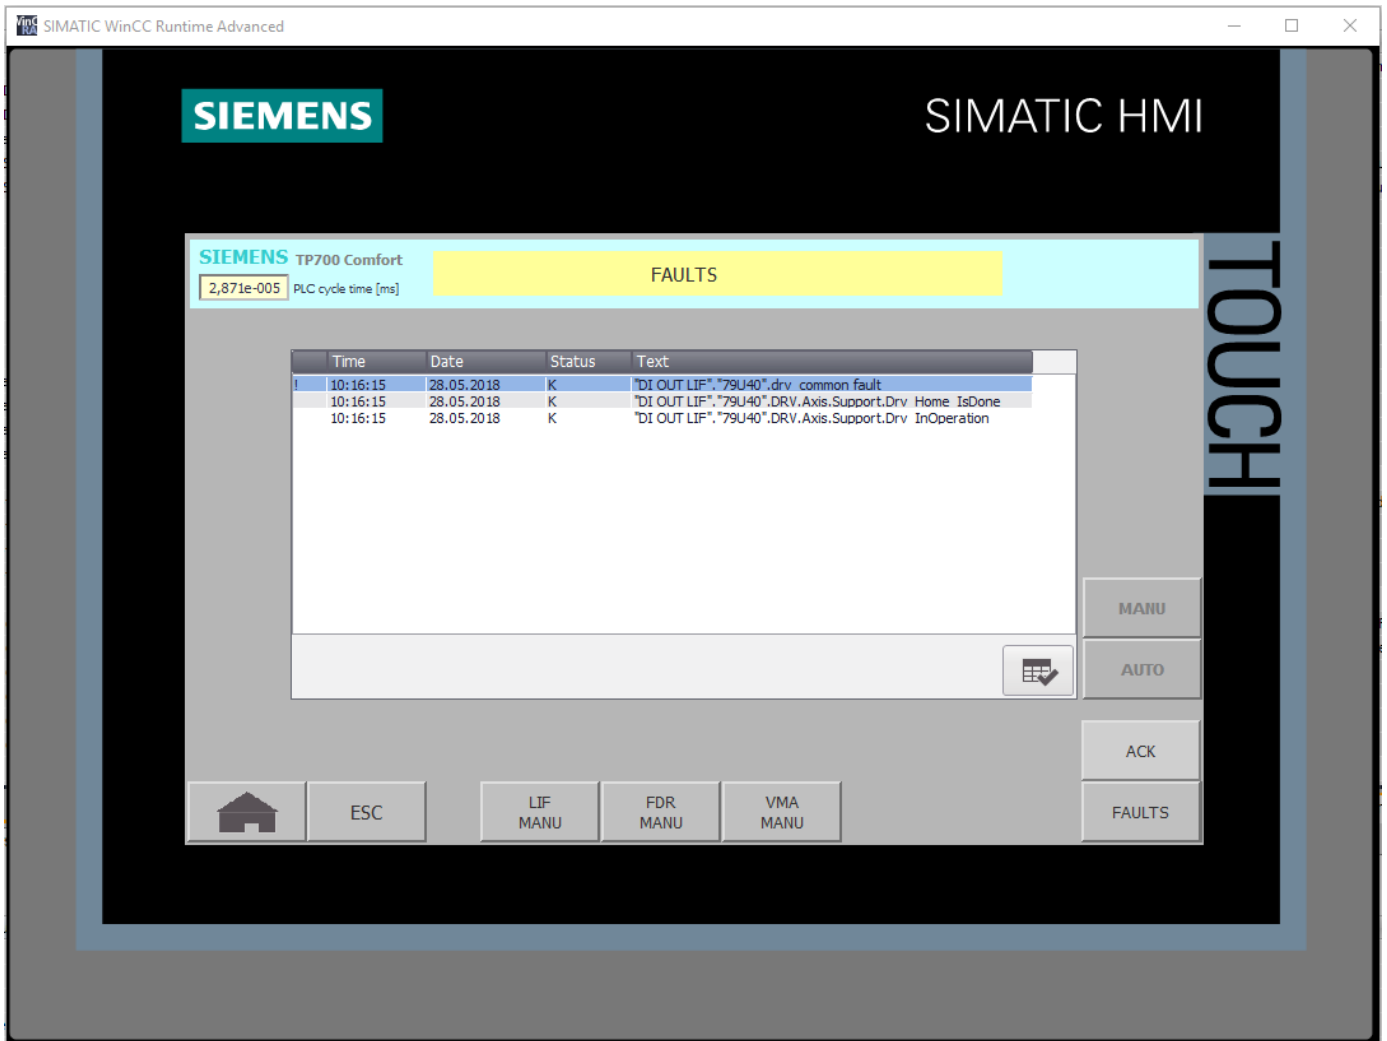 SIMATIC WinCC Runtime Advanced
SIEMENS
SIMATIC HMI
TOUCH
SIEMENS TP700 Comfort
2,871e-005 PLC cycle time [ms]
FAULTS
Time Date Status Text
! 10:16:15 28.05.2018 K "DI OUT LIF"."79U40".drv_common fault
10:16:15 28.05.2018 K "DI OUT LIF"."79U40".DRV.Axis.Support.Drv_Home_IsDone
10:16:15 28.05.2018 K "DI OUT LIF"."79U40".DRV.Axis.Support.Drv_InOperation
MANU
AUTO
ACK
ESC
LIF MANU
FDR MANU
VMA MANU
FAULTS